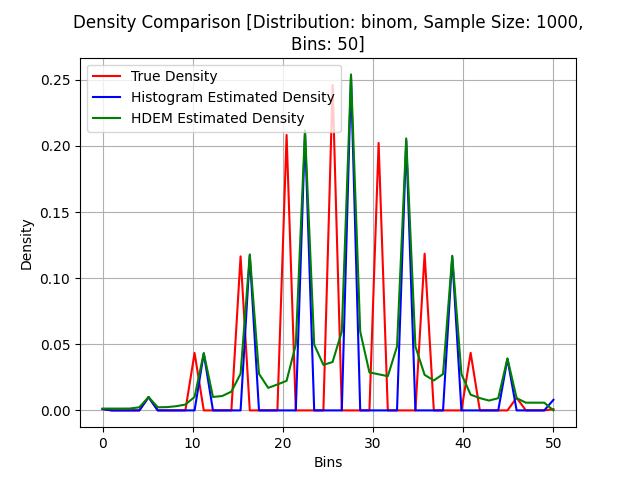 Density Comparison [Distribution: binom, Sample Size: 1000,
Bins: 50]
True Density
Histogram Estimated Density
HDEM Estimated Density
Density
0.25
0.20
0.15
0.10
0.05
0.00
0 10 20 30 40 50
Bins